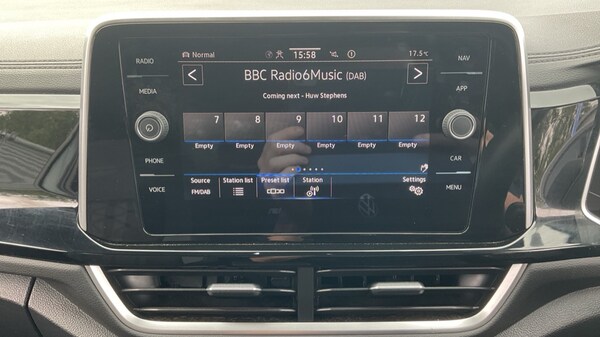 RADIO
MEDIA
PHONE
VOICE
Normal
15:58
17.5°C
BBC Radio6Music (DAB)
Coming next - Huw Stephens
7 8 9 10 11 12
Empty Empty Empty Empty Empty Empty
Source Station list Preset list Station Settings
FM/DAB
NAV
APP
CAR
MENU